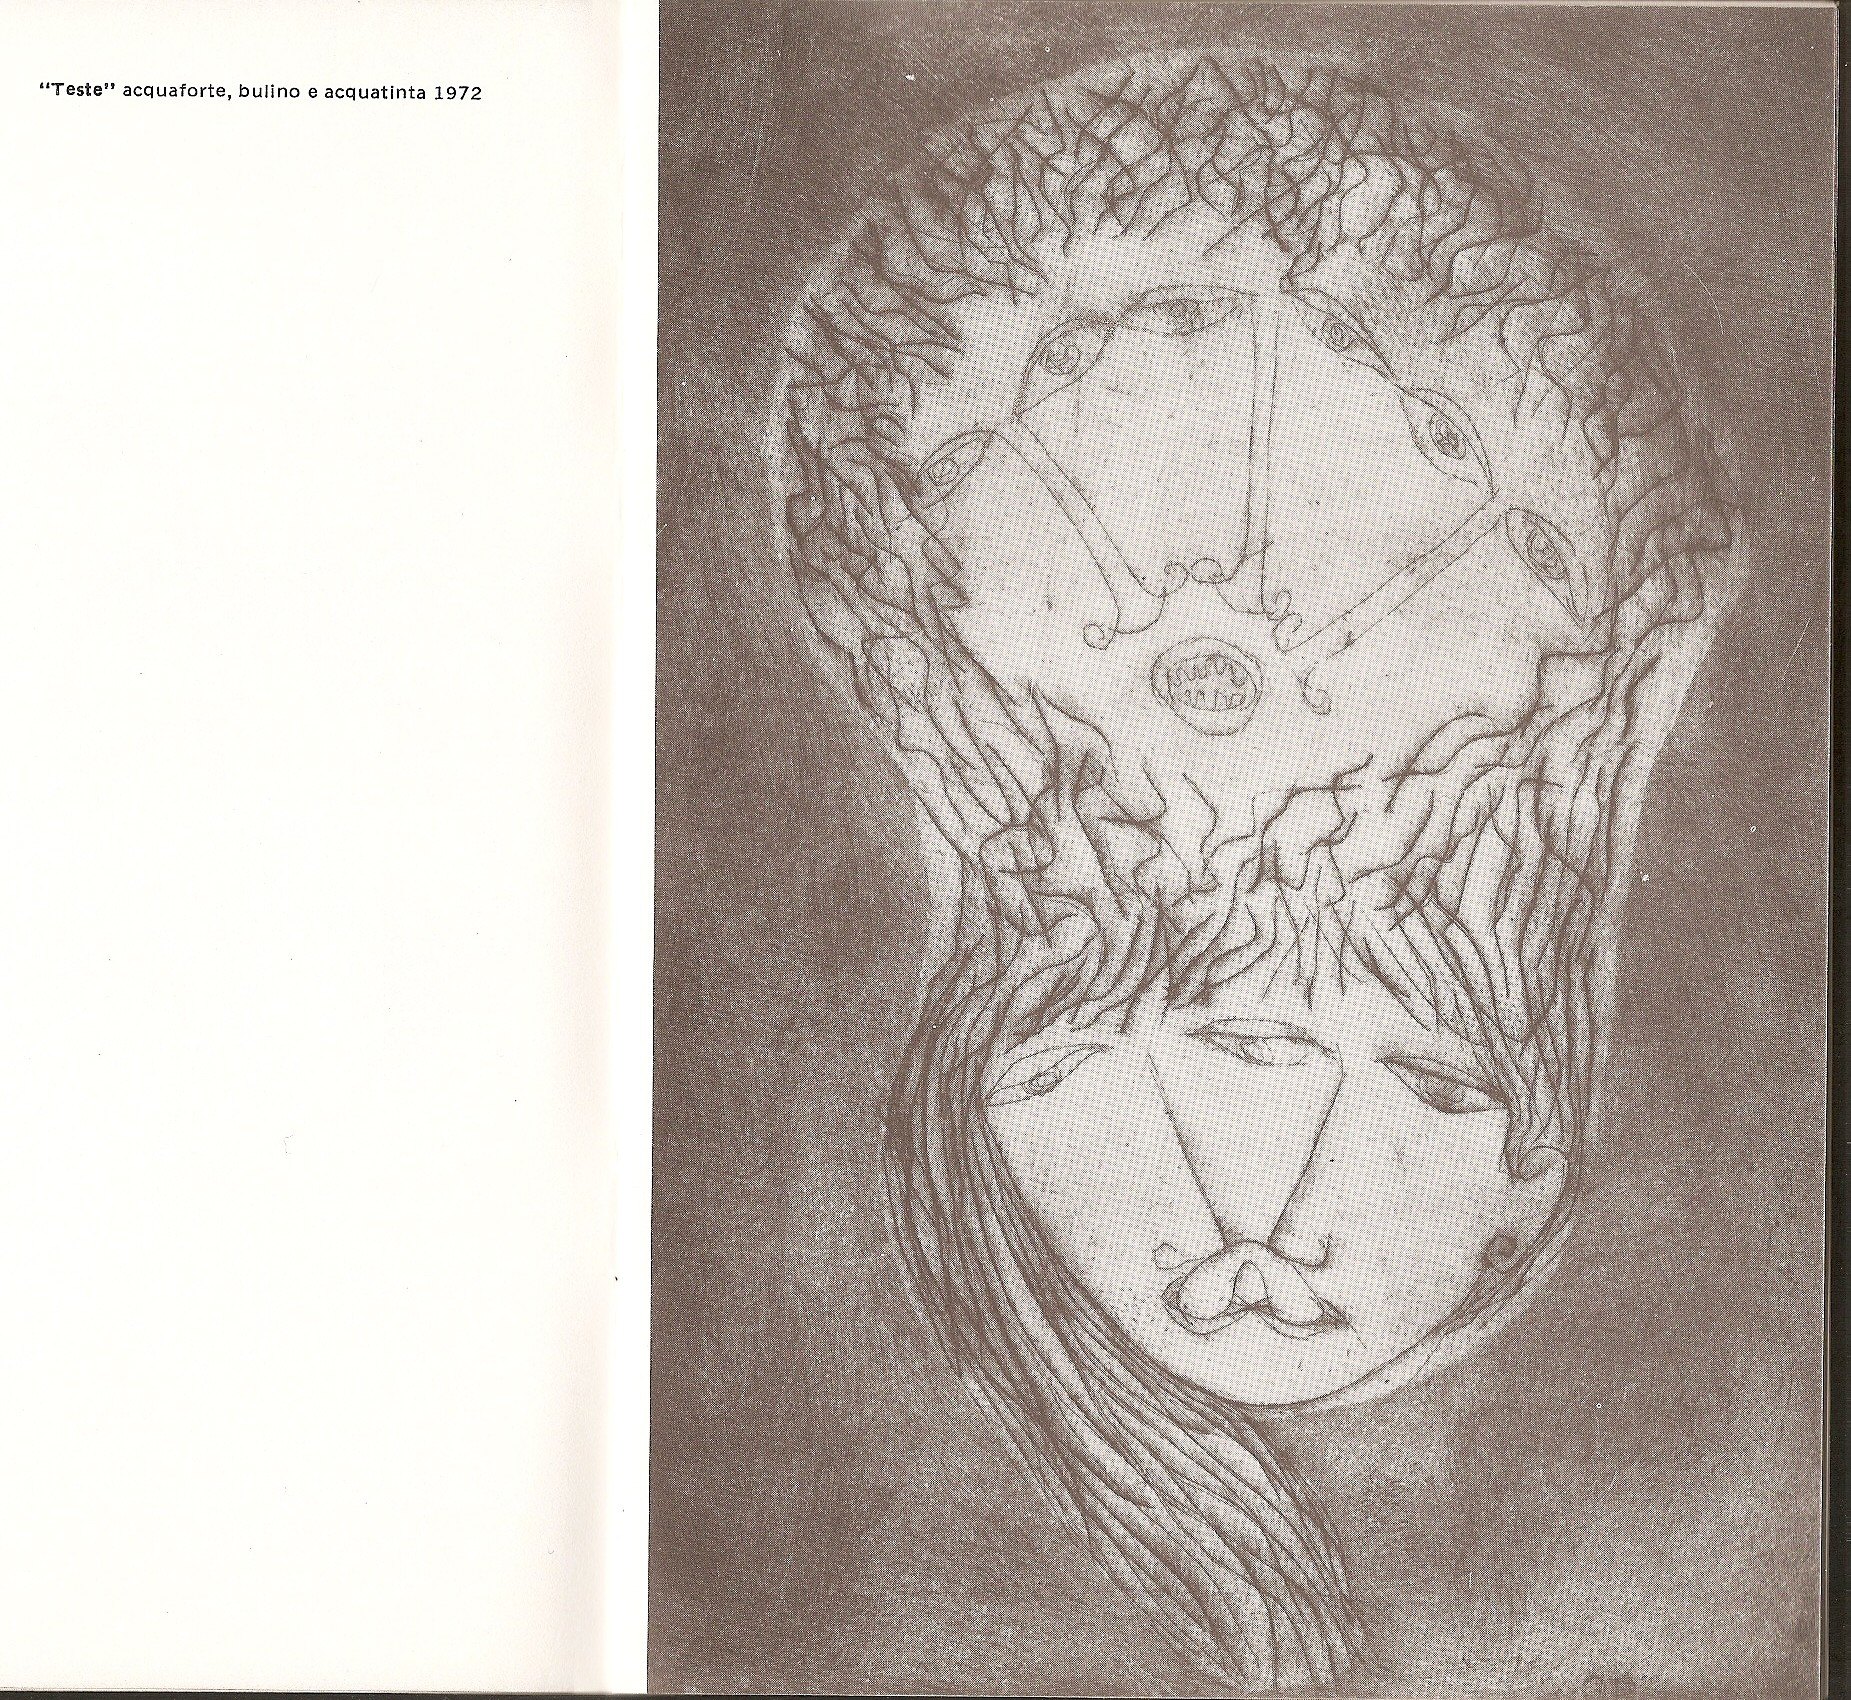 “Teste” acquaforte, bulino e acquatinta 1972